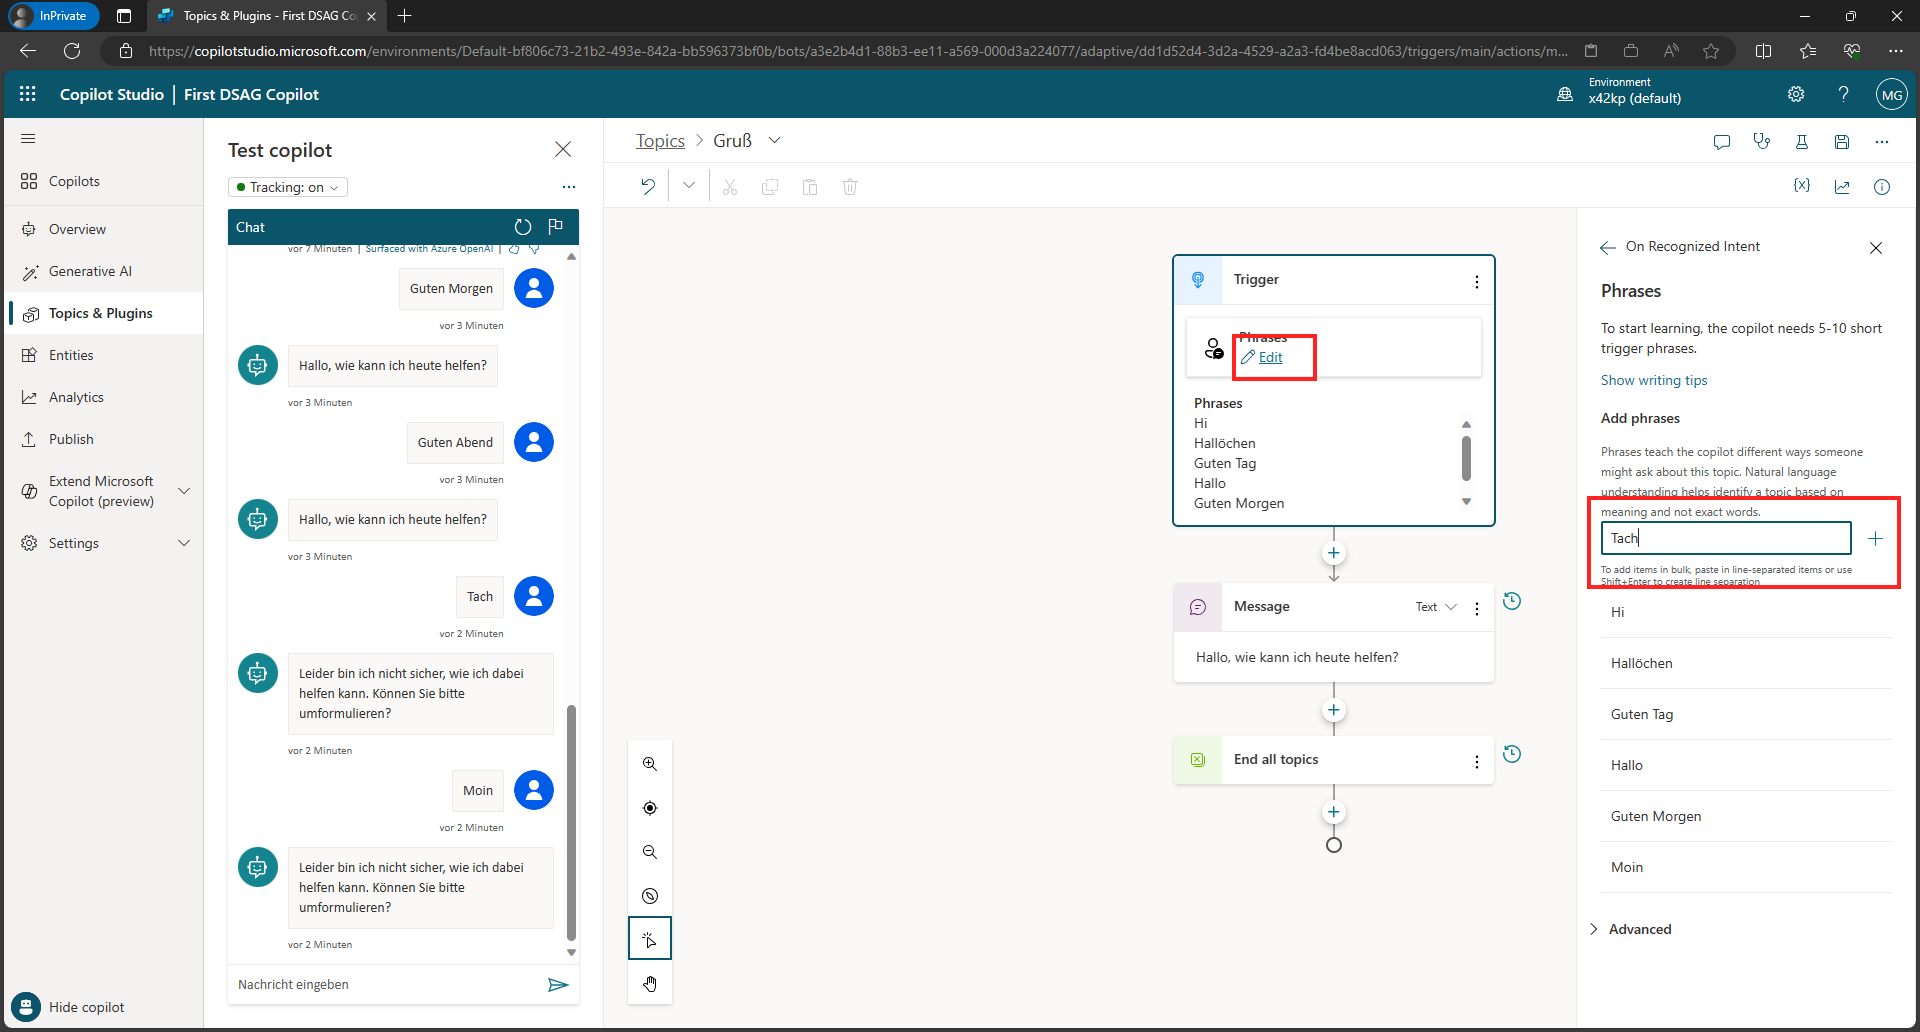 InPrivate
Topics & Plugins - First DSAG Co
https://copilotstudio.microsoft.com/environments/Default-bf806c73-21b2-493e-842a-bb596373bf0b/bots/a3e2b4d1-88b3-ee11-a569-000d3a224077/adaptive/dd1d52d4-3d2a-4529-a2a3-fd4be8acd063/triggers/main/actions/m...
Copilot Studio | First DSAG Copilot
Environment
x42kp (default)
MG
Copilots
Overview
Generative AI
Topics & Plugins
Entities
Analytics
Publish
Extend Microsoft
Copilot (preview)
Settings
Hide copilot
Test copilot
Tracking: on
Chat
vor 7 Minuten | Surfaced with Azure OpenAI |
Guten Morgen
vor 3 Minuten
Hallo, wie kann ich heute helfen?
vor 3 Minuten
Guten Abend
vor 3 Minuten
Hallo, wie kann ich heute helfen?
vor 3 Minuten
Tach
vor 2 Minuten
Leider bin ich nicht sicher, wie ich dabei
helfen kann. Können Sie bitte
umformulieren?
vor 2 Minuten
Moin
vor 2 Minuten
Leider bin ich nicht sicher, wie ich dabei
helfen kann. Können Sie bitte
umformulieren?
vor 2 Minuten
Nachricht eingeben
Topics > Gruß
{x}
Trigger
Phrases
Edit
Phrases
Hi
Hallöchen
Guten Tag
Hallo
Guten Morgen
Message
Text
Hallo, wie kann ich heute helfen?
End all topics
On Recognized Intent
Phrases
To start learning, the copilot needs 5-10 short
trigger phrases.
Show writing tips
Add phrases
Phrases teach the copilot different ways someone
might ask about this topic. Natural language
understanding helps identify a topic based on
meaning and not exact words.
Tach
To add items in bulk, paste in line-separated items or use
Shift+Enter to create line separation
Hi
Hallöchen
Guten Tag
Hallo
Guten Morgen
Moin
Advanced